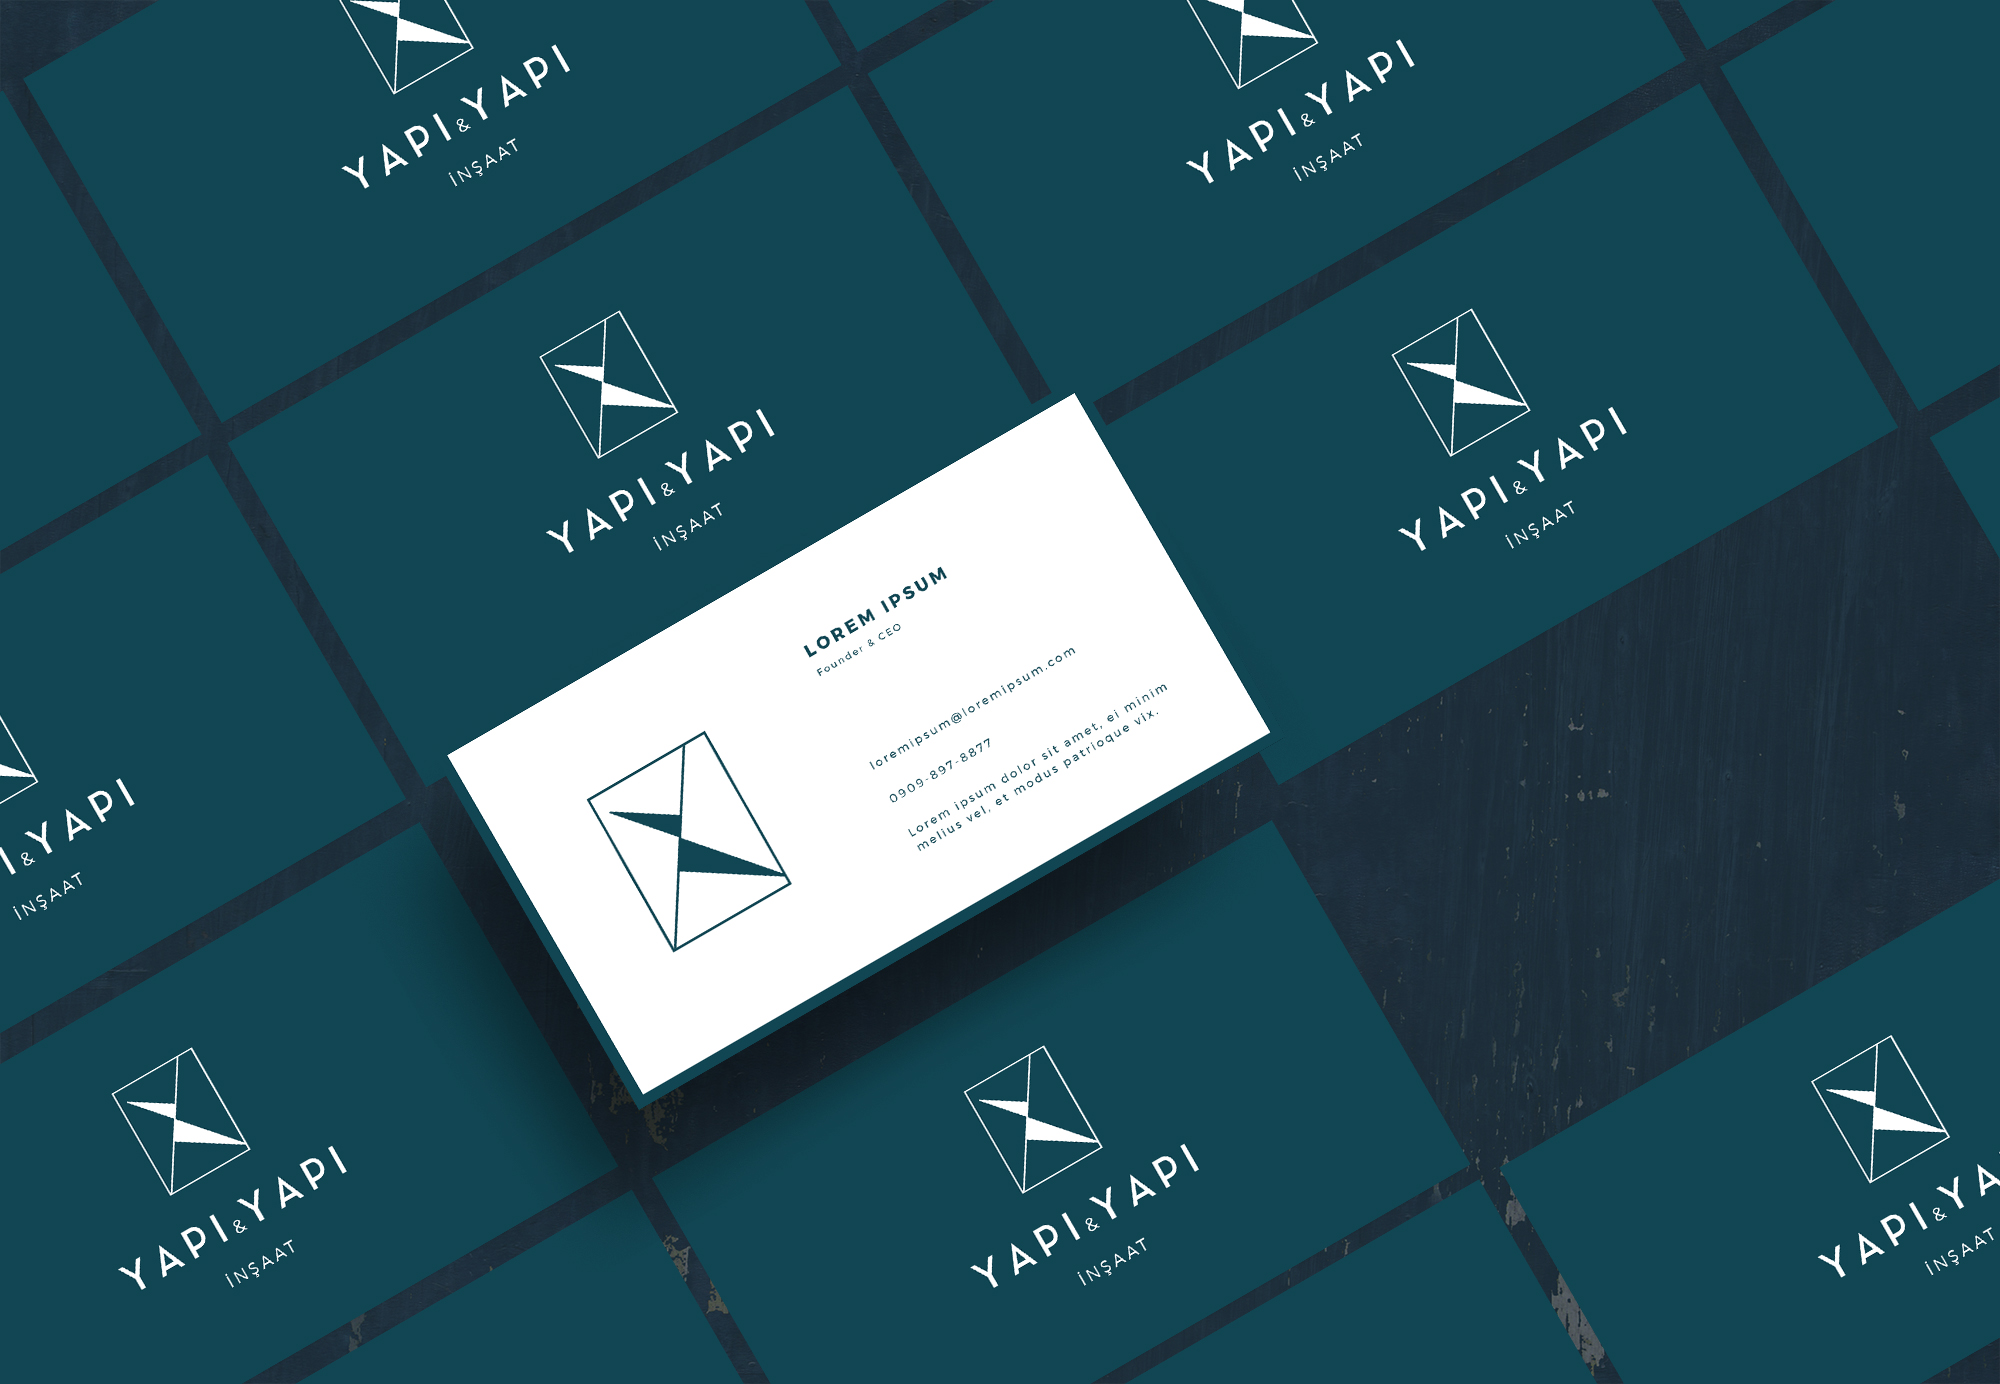 YAPI&YAPI
İNŞAAT
YAPI&YAPI
İNŞAAT
YAPI&YAPI
İNŞAAT
YAPI&YAPI
İNŞAAT
LOREM IPSUM
Founder & CEO
loremipsum@loremipsum.com
0909-897-8877
Lorem ipsum dolor sit amet, ei minim
melius vel, et modus patrioque vix.
I&YAPI
İNŞAAT
YAPI&YAPI
İNŞAAT
YAPI&YAPI
İNŞAAT
YAPI&YA
İNŞAAT